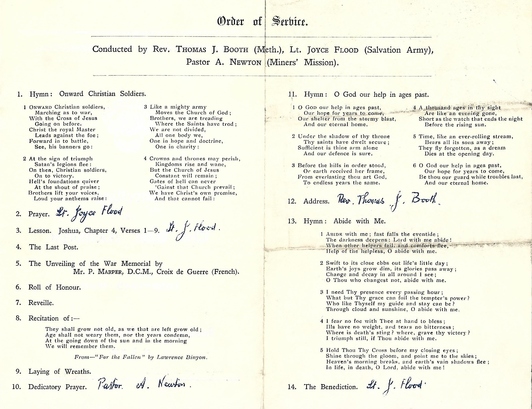 Order of Service.
Conducted by Rev. THOMAS J. BOOTH (Meth.), Lt. JOYCE FLOOD (Salvation Army),
Pastor A. NEWTON (Miners' Mission).
1. Hymn: Onward Christian Soldiers.
1 ONWARD Christian soldiers,
Marching as to war,
With the Cross of Jesus
Going on before.
Christ the royal Master
Leads against the foe;
Forward in to battle,
See, his banners go:
2 At the sign of triumph
Satan's legions flee;
On then, Christian soldiers,
On to victory.
Hell's foundations quiver
At the shout of praise;
Brothers lift your voices,
Loud your anthems raise:
3 Like a mighty army
Moves the Church of God;
Brothers, we are treading
Where the Saints have trod;
We are not divided,
All one body we,
One in hope and doctrine,
One in charity:
4 Crowns and thrones may perish,
Kingdoms rise and wane,
But the Church of Jesus
Constant will remain;
Gates of hell can never
'Gainst that Church prevail;
We have Christ's own promise,
And that cannot fail:
2. Prayer. Lt. Joyce Flood
3. Lesson. Joshua, Chapter 4, Verses 1—9. Lt. J. Flood.
4. The Last Post.
5. The Unveiling of the War Memorial by
Mr. P. MARPER, D.C.M., Croix de Guerre (French).
6. Roll of Honour.
7. Reveille.
8. Recitation of:—
They shall grow not old, as we that are left grow old;
Age shall not weary them, nor the years condemn,
At the going down of the sun and in the morning
We will remember them.
From—"For the Fallen" by Lawrence Binyon.
9. Laying of Wreaths.
10. Dedicatory Prayer. Pastor. A. Newton.
11. Hymn: O God our help in ages past.
1 O God our help in ages past,
Our hope for years to come,
Our shelter from the stormy blast
And our eternal home.
2 Under the shadow of thy throne
Thy saints have dwelt secure;
Sufficient is thine arm alone
And our defence is sure.
3 Before the hills in order stood,
Or earth received her frame,
From everlasting thou art God,
To endless years the same.
4 A thousand ages in thy sight
Are like an evening gone,
Short as the watch that ends the night
Before the rising sun.
5 Time, like an ever-rolling stream,
Bears all its sons away;
They fly forgotten, as a dream
Dies at the opening day.
6 O God our help in ages past,
Our hope for years to come,
Be thou our guard while troubles last,
And our eternal home.
12. Address. Rev. Thomas J. Booth.
13. Hymn: Abide with Me.
1 ABIDE with me; fast falls the eventide;
The darkness deepens: Lord with me abide!
When other helpers fail, and comforts flee,
Help of the helpless, O abide with me.
2 Swift to its close ebbs out life's little day;
Earth's joys grow dim, its glories pass away;
Change and decay in all around I see;
O Thou who changest not, abide with me.
3 I need Thy presence every passing hour;
What but Thy grace can foil the tempter's power?
Who like Thyself my guide and stay can be?
Through cloud and sunshine, O abide with me.
4 I fear no foe with Thee at hand to bless;
Ills have no weight, and tears no bitterness;
Where is death's sting? where, grave thy victory?
I triumph still, if Thou abide with me.
5 Hold Thou Thy Cross before my closing eyes;
Shine through the gloom, and point me to the skies;
Heaven's morning breaks, and earth's vain shadows flee:
In life, in death, O Lord, abide with me!
14. The Benediction. Lt. J. Flood.